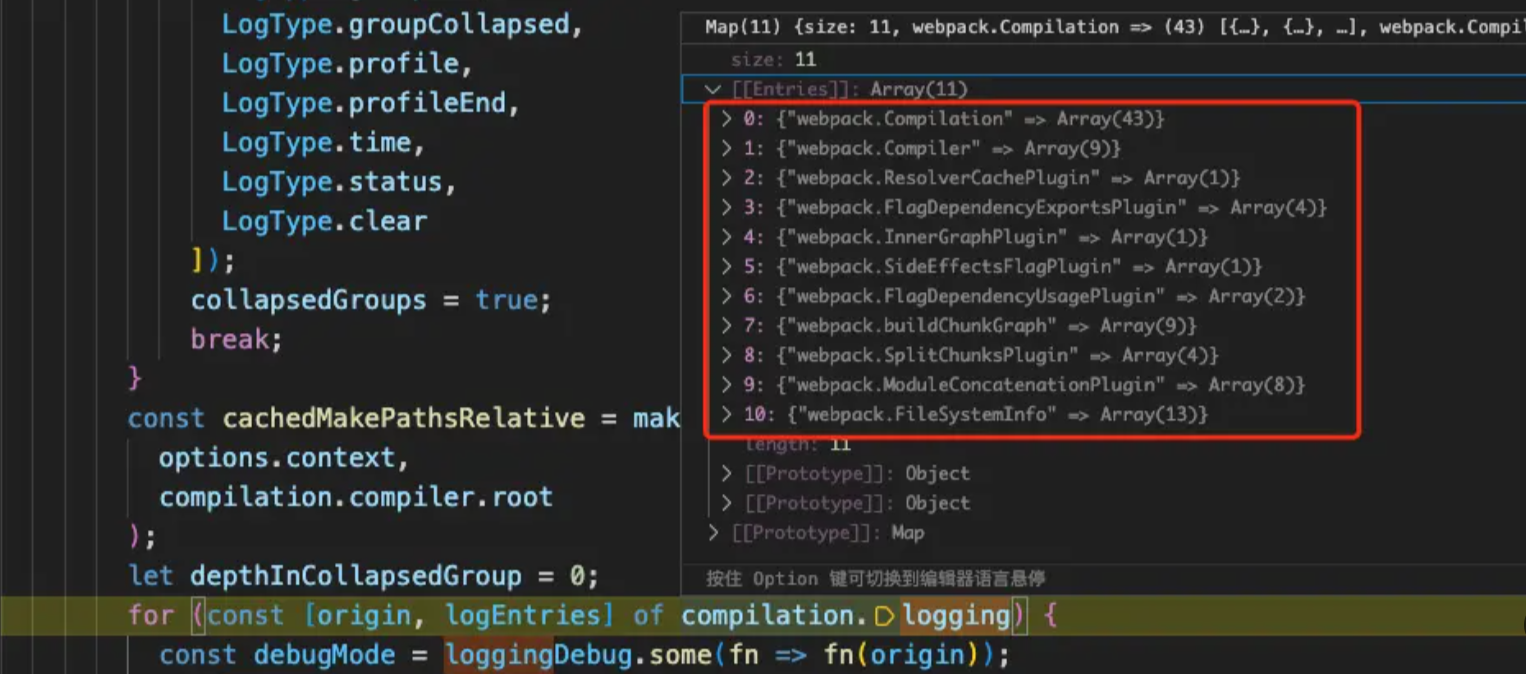 LogType.groupCollapsed,
LogType.profile,
LogType.profileEnd,
LogType.time,
LogType.status,
LogType.clear
]);
collapsedGroups = true;
break;
}
const cachedMakePathsRelative = mak
options.context,
compilation.compiler.root
);
let depthInCollapsedGroup = 0;
for (const [origin, logEntries] of compilation.logging) {
const debugMode = loggingDebug.some(fn => fn(origin));
Map(11) {size: 11, webpack.Compilation => (43) [{…}, {…}, …], webpack.Compil
size: 11
[[Entries]]: Array(11)
0: {"webpack.Compilation" => Array(43)}
1: {"webpack.Compiler" => Array(9)}
2: {"webpack.ResolverCachePlugin" => Array(1)}
3: {"webpack.FlagDependencyExportsPlugin" => Array(4)}
4: {"webpack.InnerGraphPlugin" => Array(1)}
5: {"webpack.SideEffectsFlagPlugin" => Array(1)}
6: {"webpack.FlagDependencyUsagePlugin" => Array(2)}
7: {"webpack.buildChunkGraph" => Array(9)}
8: {"webpack.SplitChunksPlugin" => Array(4)}
9: {"webpack.ModuleConcatenationPlugin" => Array(8)}
10: {"webpack.FileSystemInfo" => Array(13)}
length: 11
[[Prototype]]: Object
[[Prototype]]: Object
[[Prototype]]: Map
按住 Option 键可切换到编辑器语言悬停